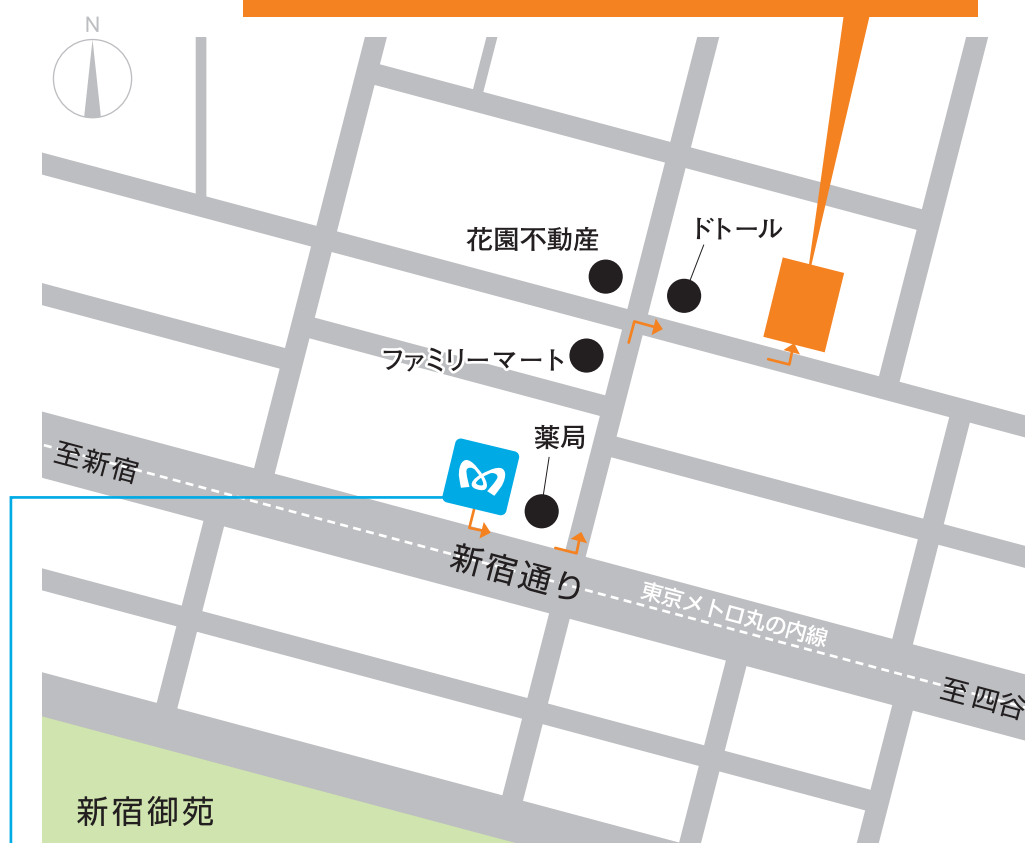 N
ドトール
花園不動産
ファミリーマート
薬局
至新宿
新宿通り
東京メトロ丸の内線
至四谷
新宿御苑